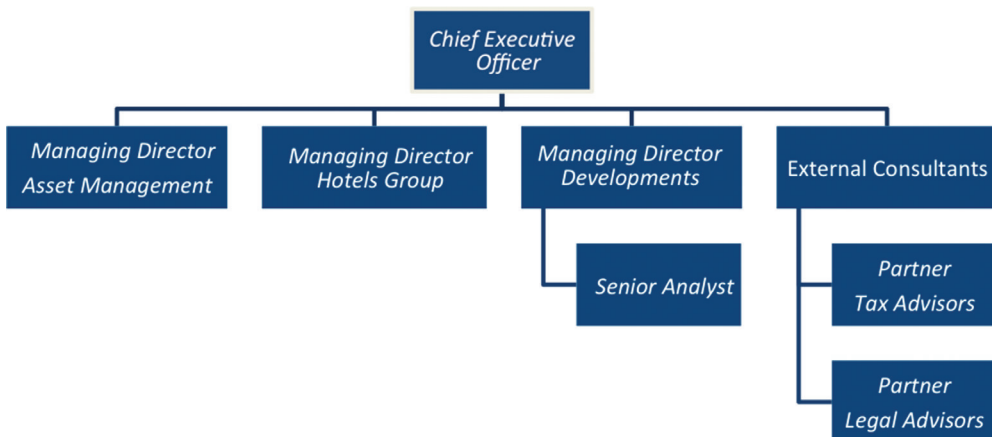 Chief Executive
Officer
Managing Director
Asset Management
Managing Director
Hotels Group
Managing Director
Developments
External Consultants
Senior Analyst
Partner
Tax Advisors
Partner
Legal Advisors